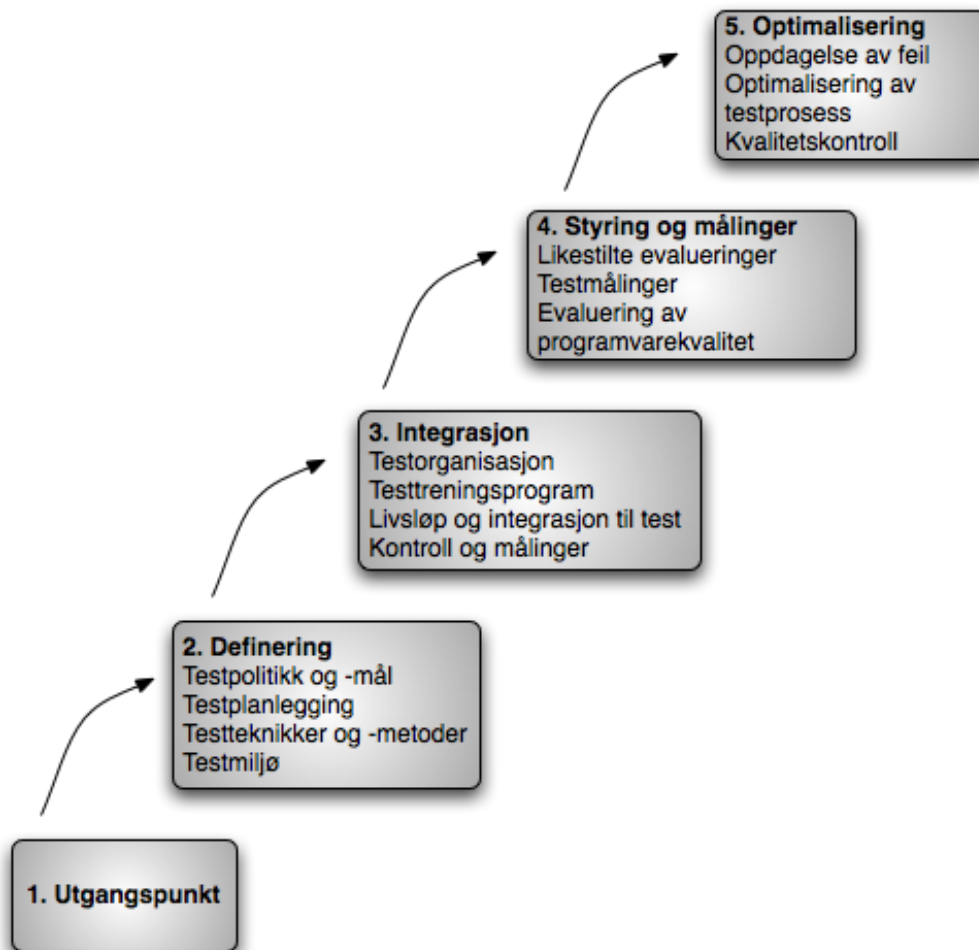 5. Optimalisering
Oppdagelse av feil
Optimalisering av
testprosess
Kvalitetskontroll
4. Styring og målinger
Likestilte evalueringer
Testmålinger
Evaluering av
programvarekvalitet
3. Integrasjon
Testorganisasjon
Testtreningsprogram
Livsløp og integrasjon til test
Kontroll og målinger
2. Definering
Testpolitikk og -mål
Testplanlegging
Testteknikker og -metoder
Testmiljø
1. Utgangspunkt